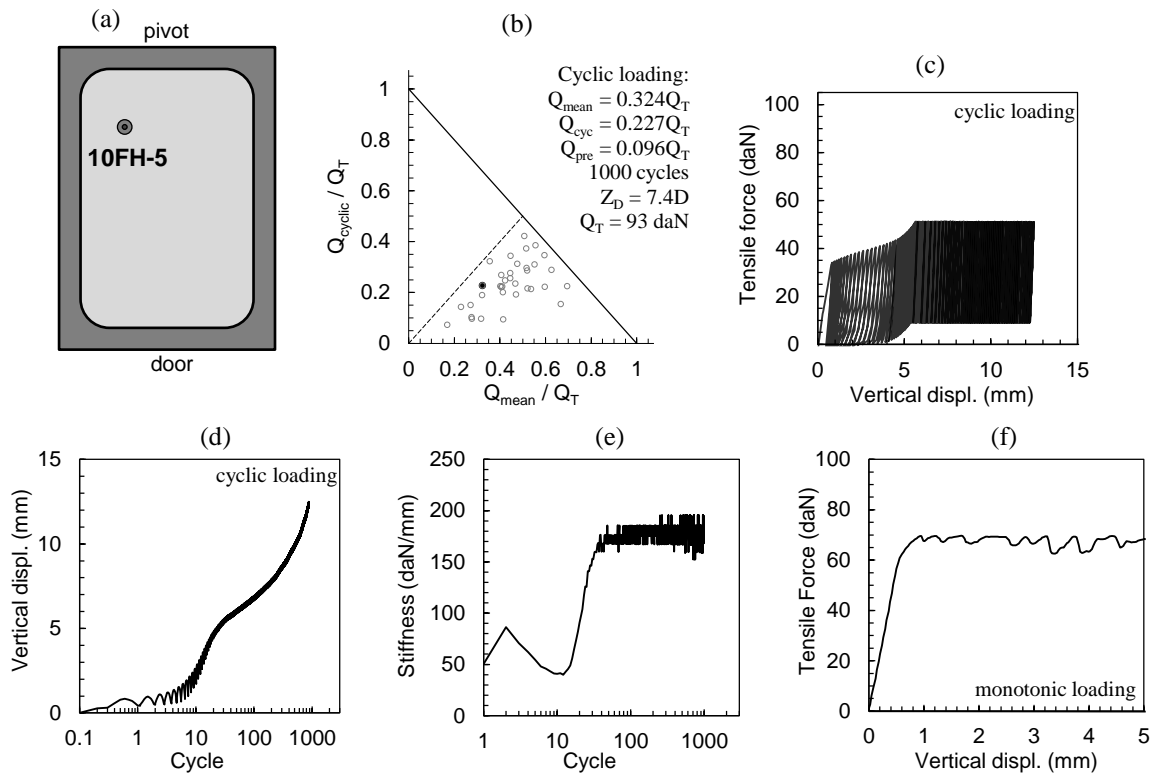 (a)
pivot
10FH-5
door
(b)
Cyclic loading:
Q_mean = 0.324Q_T
Q_cyc = 0.227Q_T
Q_pre = 0.096Q_T
1000 cycles
Z_D = 7.4D
Q_T = 93 daN
Q_cyclic / Q_T
1
0.8
0.6
0.4
0.2
0
0 0.2 0.4 0.6 0.8 1
Q_mean / Q_T
(c)
cyclic loading
Tensile force (daN)
100
80
60
40
20
0
0 5 10 15
Vertical displ. (mm)
(d)
cyclic loading
Vertical displ. (mm)
15
10
5
0
0.1 1 10 100 1000
Cycle
(e)
Stiffness (daN/mm)
250
200
150
100
50
0
1 10 100 1000
Cycle
(f)
Tensile Force (daN)
100
80
60
40
20
0
monotonic loading
0 1 2 3 4 5
Vertical displ. (mm)